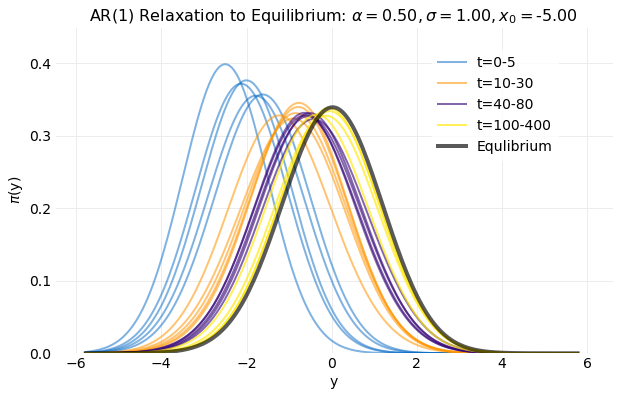 AR(1) Relaxation to Equilibrium: α = 0.50, σ = 1.00, x₀ = -5.00
π(y)
0.4
0.3
0.2
0.1
0.0
−6
−4
−2
0
2
4
6
y
t=0-5
t=10-30
t=40-80
t=100-400
Equlibrium